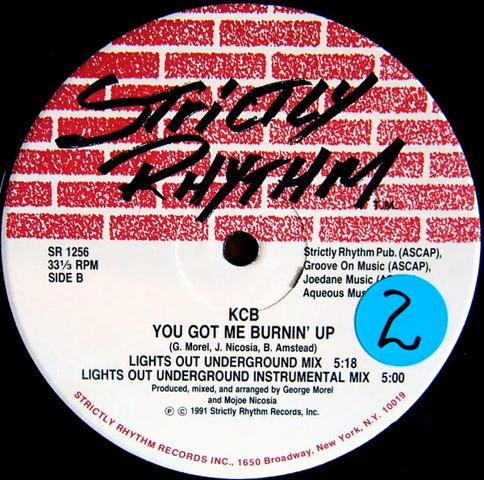 STRICTLY
RHYTHM T.M.
SR 1256
33⅓ RPM
SIDE B
Strictly Rhythm Pub. (ASCAP),
Groove On Music (ASCAP),
Joedane Music
Aqueous
2
KCB
YOU GOT ME BURNIN' UP
(G. Morel, J. Nicosia, B. Amstead)
LIGHTS OUT UNDERGROUND MIX 5:18
LIGHTS OUT UNDERGROUND INSTRUMENTAL MIX 5:00
Produced, mixed, and arranged by George Morel
and Mojoe Nicosia
℗ © 1991 Strictly Rhythm Records, Inc.
STRICTLY RHYTHM RECORDS INC., 1650 Broadway, New York, N.Y. 10019